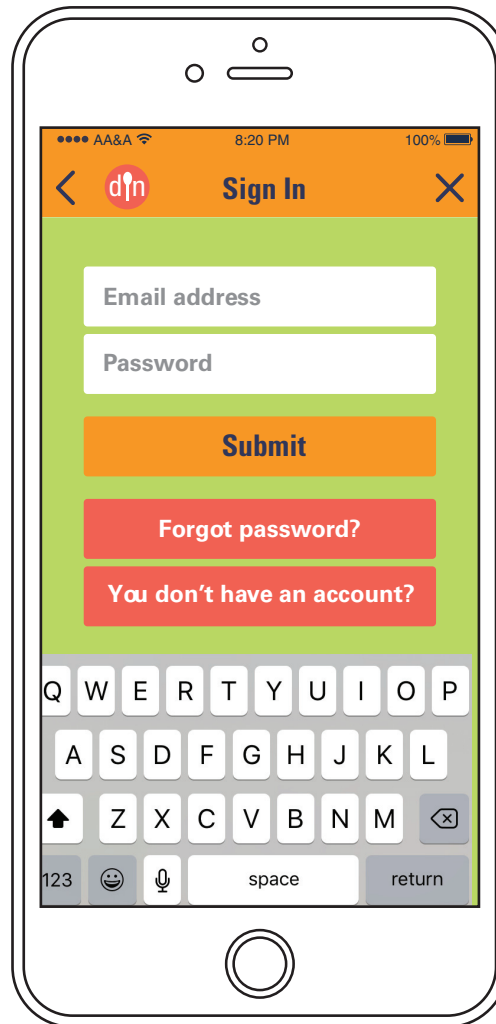 AA&A 8:20 PM 100%
din Sign In
Email address
Password
Submit
Forgot password?
You don't have an account?
Q W E R T Y U I O P
A S D F G H J K L
Z X C V B N M
123 space return